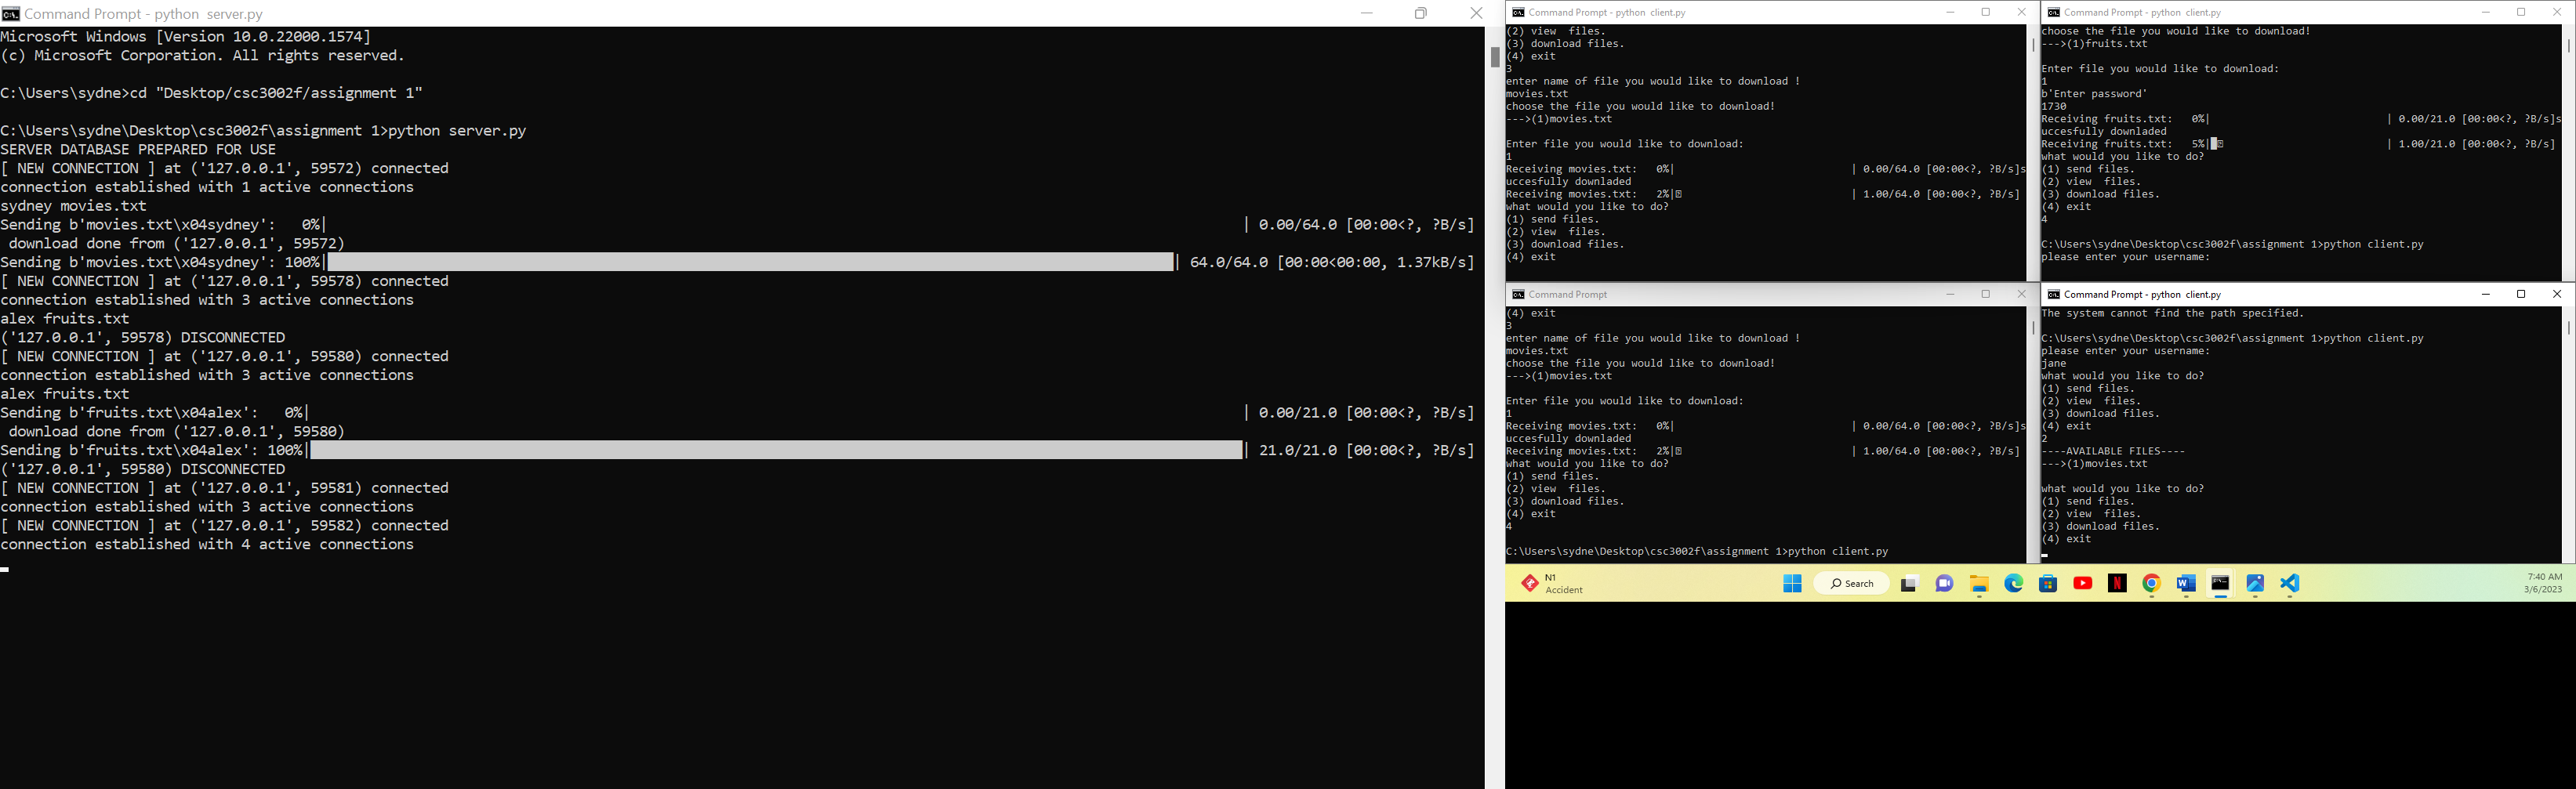 Command Prompt - python  server.py
Microsoft Windows [Version 10.0.22000.1574]
(c) Microsoft Corporation. All rights reserved.
C:\Users\sydne>cd "Desktop/csc3002f/assignment 1"
C:\Users\sydne\Desktop\csc3002f\assignment 1>python server.py
SERVER DATABASE PREPARED FOR USE
[ NEW CONNECTION ] at ('127.0.0.1', 59572) connected
connection established with 1 active connections
sydney movies.txt
Sending b'movies.txt\x04sydney':   0%|          | 0.00/64.0 [00:00<?, ?B/s]
 download done from ('127.0.0.1', 59572)
Sending b'movies.txt\x04sydney': 100%|          | 64.0/64.0 [00:00<00:00, 1.37kB/s]
[ NEW CONNECTION ] at ('127.0.0.1', 59578) connected
connection established with 3 active connections
alex fruits.txt
('127.0.0.1', 59578) DISCONNECTED
[ NEW CONNECTION ] at ('127.0.0.1', 59580) connected
connection established with 3 active connections
alex fruits.txt
Sending b'fruits.txt\x04alex':   0%|          | 0.00/21.0 [00:00<?, ?B/s]
 download done from ('127.0.0.1', 59580)
Sending b'fruits.txt\x04alex': 100%|          | 21.0/21.0 [00:00<?, ?B/s]
('127.0.0.1', 59580) DISCONNECTED
[ NEW CONNECTION ] at ('127.0.0.1', 59581) connected
connection established with 3 active connections
[ NEW CONNECTION ] at ('127.0.0.1', 59582) connected
connection established with 4 active connections
Command Prompt - python  client.py
(2) view  files.
(3) download files.
(4) exit
3
enter name of file you would like to download !
movies.txt
choose the file you would like to download!
--->(1)movies.txt
Enter file you would like to download:
1
Receiving movies.txt:   0%|          | 0.00/64.0 [00:00<?, ?B/s]s
uccesfully downladed
Receiving movies.txt:   2%|          | 1.00/64.0 [00:00<?, ?B/s]
what would you like to do?
(1) send files.
(2) view  files.
(3) download files.
(4) exit
Command Prompt - python  client.py
choose the file you would like to download!
--->(1)fruits.txt
Enter file you would like to download:
1
b'Enter password'
1730
Receiving fruits.txt:   0%|          | 0.00/21.0 [00:00<?, ?B/s]s
uccesfully downladed
Receiving fruits.txt:   5%|          | 1.00/21.0 [00:00<?, ?B/s]
what would you like to do?
(1) send files.
(2) view  files.
(3) download files.
(4) exit
4
C:\Users\sydne\Desktop\csc3002f\assignment 1>python client.py
please enter your username:
Command Prompt
(4) exit
3
enter name of file you would like to download !
movies.txt
choose the file you would like to download!
--->(1)movies.txt
Enter file you would like to download:
1
Receiving movies.txt:   0%|          | 0.00/64.0 [00:00<?, ?B/s]s
uccesfully downladed
Receiving movies.txt:   2%|          | 1.00/64.0 [00:00<?, ?B/s]
what would you like to do?
(1) send files.
(2) view  files.
(3) download files.
(4) exit
4
C:\Users\sydne\Desktop\csc3002f\assignment 1>python client.py
Command Prompt - python  client.py
The system cannot find the path specified.
C:\Users\sydne\Desktop\csc3002f\assignment 1>python client.py
please enter your username:
jane
what would you like to do?
(1) send files.
(2) view  files.
(3) download files.
(4) exit
2
----AVAILABLE FILES----
--->(1)movies.txt
what would you like to do?
(1) send files.
(2) view  files.
(3) download files.
(4) exit
N1
Accident
Search
7:40 AM
3/6/2023